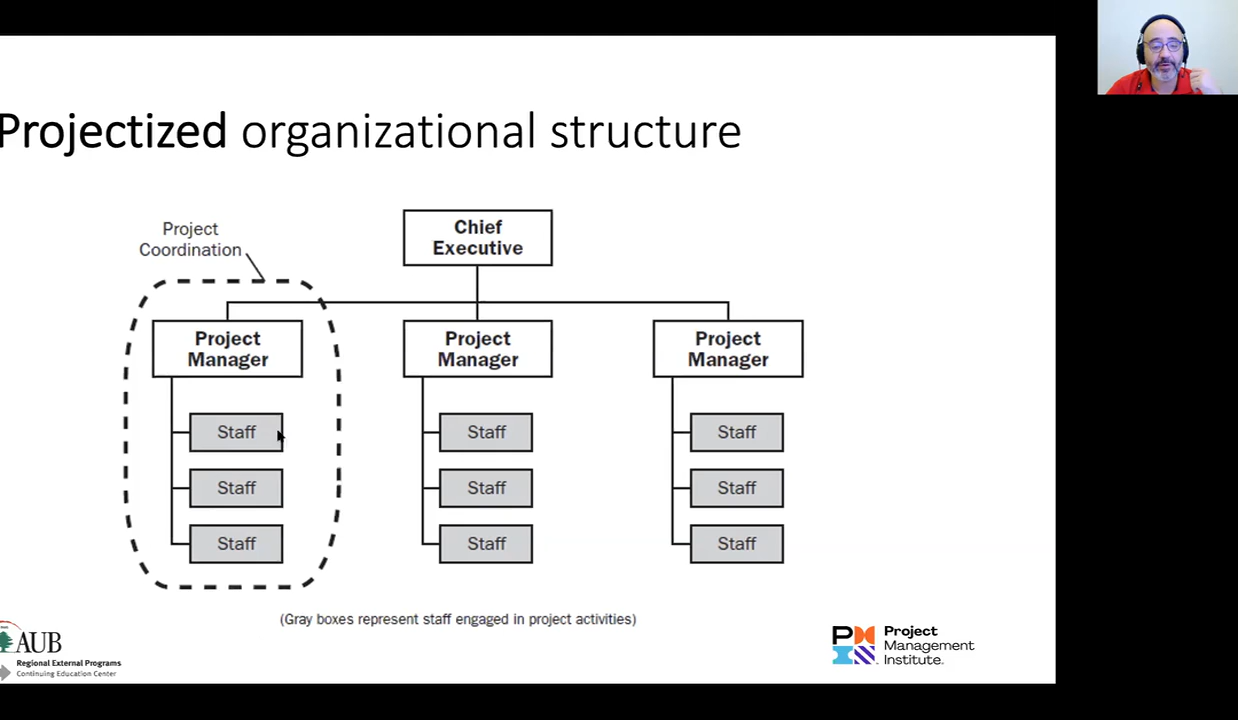 Projectized organizational structure
Project
Coordination
Chief
Executive
Project
Manager
Project
Manager
Project
Manager
Staff
Staff
Staff
Staff
Staff
Staff
Staff
Staff
Staff
(Gray boxes represent staff engaged in project activities)
AUB
Regional External Programs
Continuing Education Center
Project
Management
Institute.